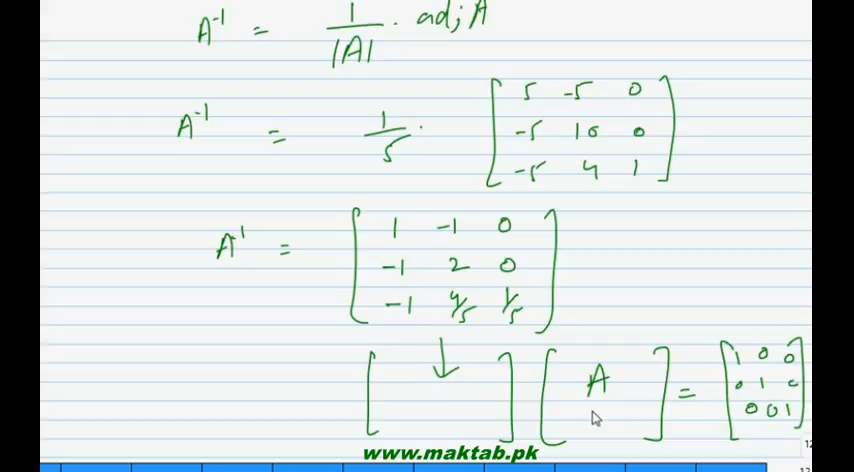 A⁻¹ = 1/|A| · adj A
A⁻¹ = 1/5 · [5 -5 0
-5 10 0
-5 4 1]
A⁻¹ = [1 -1 0
-1 2 0
-1 4/5 1/5]
↓
[ ] [A] = [1 0 0
0 1 0
0 0 1]
www.maktab.pk